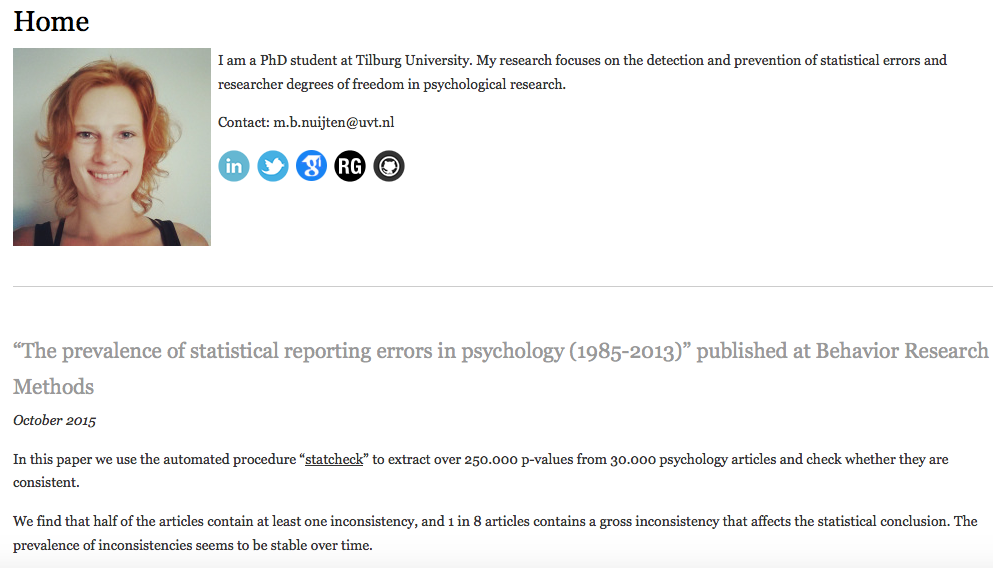 Home
I am a PhD student at Tilburg University. My research focuses on the detection and prevention of statistical errors and
researcher degrees of freedom in psychological research.
Contact: m.b.nuijten@uvt.nl
in g RG
“The prevalence of statistical reporting errors in psychology (1985-2013)” published at Behavior Research
Methods
October 2015
In this paper we use the automated procedure “statcheck” to extract over 250.000 p-values from 30.000 psychology articles and check whether they are
consistent.
We find that half of the articles contain at least one inconsistency, and 1 in 8 articles contains a gross inconsistency that affects the statistical conclusion. The
prevalence of inconsistencies seems to be stable over time.